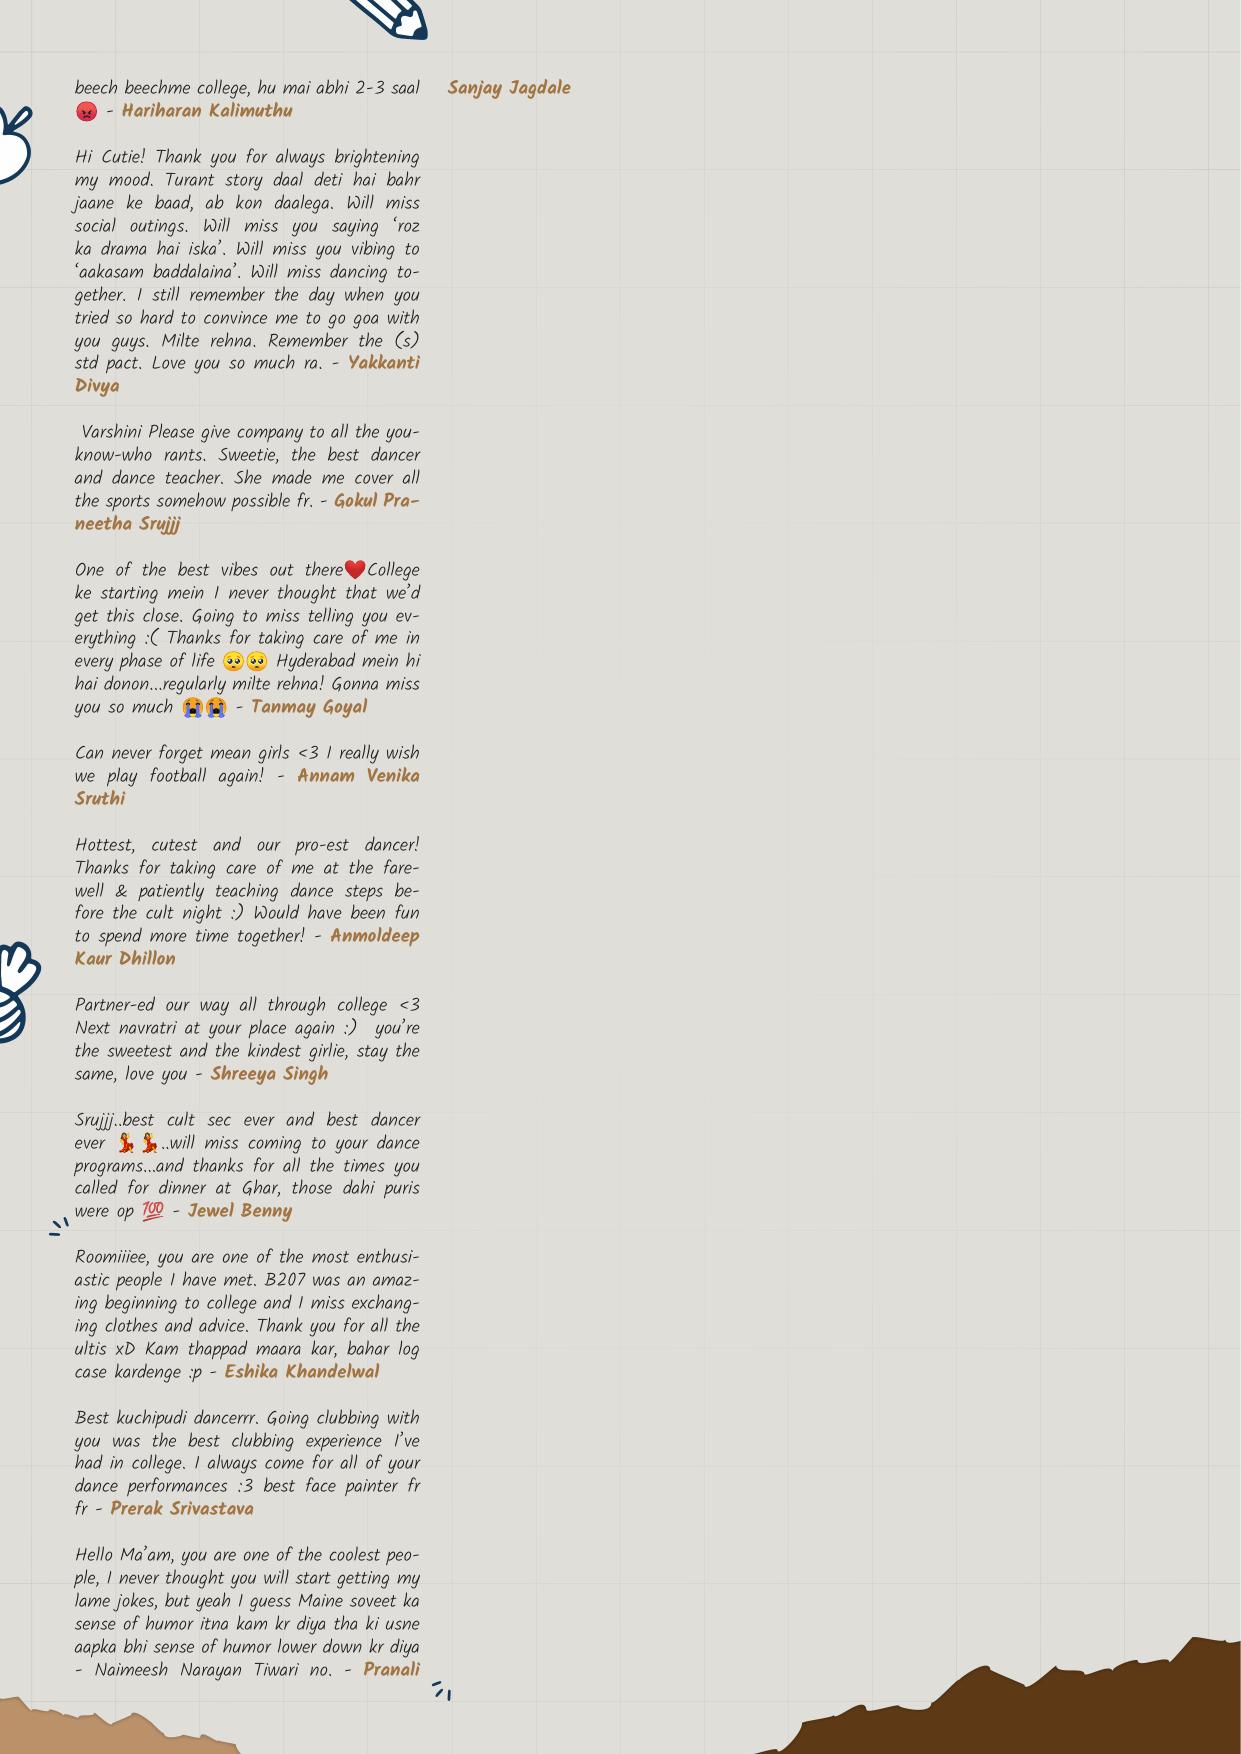 beech beechme college, hu mai abhi 2-3 saal
😡 - Hariharan Kalimuthu
Hi Cutie! Thank you for always brightening
my mood. Turant story daal deti hai bahr
jaane ke baad, ab kon daalega. Will miss
social outings. Will miss you saying ‘roz
ka drama hai iska’. Will miss you vibing to
‘aakasam baddalaina’. Will miss dancing to-
gether. I still remember the day when you
tried so hard to convince me to go goa with
you guys. Milte rehna. Remember the (s)
std pact. Love you so much ra. - Yakkanti
Divya
Varshini Please give company to all the you-
know-who rants. Sweetie, the best dancer
and dance teacher. She made me cover all
the sports somehow possible fr. - Gokul Pra-
neetha Srujjj
One of the best vibes out there❤️College
ke starting mein I never thought that we’d
get this close. Going to miss telling you ev-
erything :( Thanks for taking care of me in
every phase of life 🥺🥺 Hyderabad mein hi
hai donon...regularly milte rehna! Gonna miss
you so much 😭😭 - Tanmay Goyal
Can never forget mean girls <3 I really wish
we play football again! - Annam Venika
Sruthi
Hottest, cutest and our pro-est dancer!
Thanks for taking care of me at the fare-
well & patiently teaching dance steps be-
fore the cult night :) Would have been fun
to spend more time together! - Anmoldeep
Kaur Dhillon
Partner-ed our way all through college <3
Next navratri at your place again :) you’re
the sweetest and the kindest girlie, stay the
same, love you - Shreeya Singh
Srujjj..best cult sec ever and best dancer
ever 💃💃..will miss coming to your dance
programs...and thanks for all the times you
called for dinner at Ghar, those dahi puris
were op 💯 - Jewel Benny
Roomiiiee, you are one of the most enthusi-
astic people I have met. B207 was an amaz-
ing beginning to college and I miss exchang-
ing clothes and advice. Thank you for all the
ultis xD Kam thappad maara kar, bahar log
case kardenge :p - Eshika Khandelwal
Best kuchipudi dancerrr. Going clubbing with
you was the best clubbing experience I’ve
had in college. I always come for all of your
dance performances :3 best face painter fr
fr - Prerak Srivastava
Hello Ma’am, you are one of the coolest peo-
ple, I never thought you will start getting my
lame jokes, but yeah I guess Maine soveet ka
sense of humor itna kam kr diya tha ki usne
aapka bhi sense of humor lower down kr diya
- Naimeesh Narayan Tiwari no. - Pranali
Sanjay Jagdale